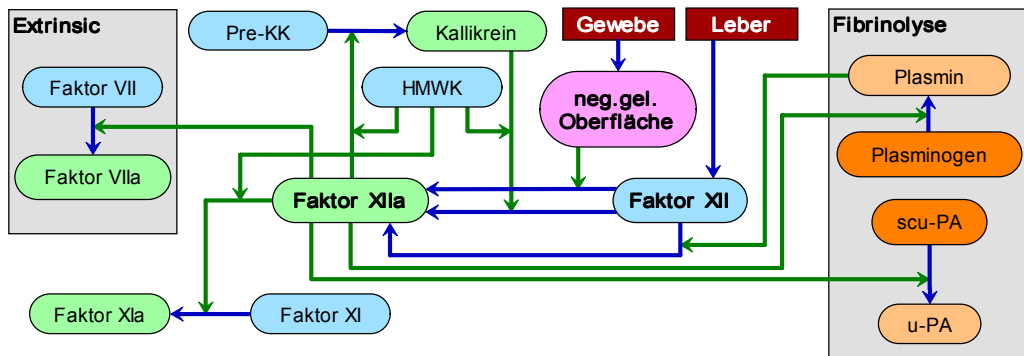 Extrinsic
Pre-KK
Kallikrein
Gewebe
Leber
Fibrinolyse
Faktor VII
HMWK
neg.gel.
Oberfläche
Plasmin
Faktor VIIa
Plasminogen
Faktor XIIa
Faktor XII
scu-PA
Faktor XIa
Faktor XI
u-PA